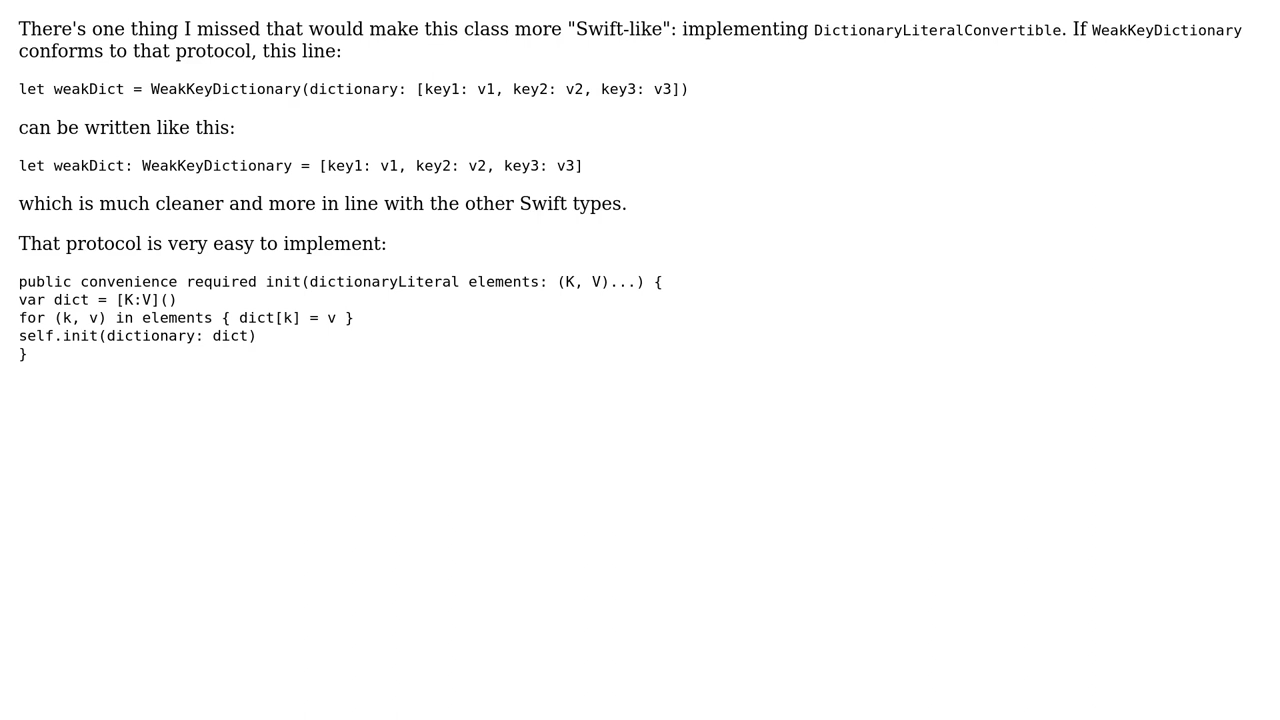 There's one thing I missed that would make this class more "Swift-like": implementing DictionaryLiteralConvertible. If WeakKeyDictionary
conforms to that protocol, this line:
let weakDict = WeakKeyDictionary(dictionary: [key1: v1, key2: v2, key3: v3])
can be written like this:
let weakDict: WeakKeyDictionary = [key1: v1, key2: v2, key3: v3]
which is much cleaner and more in line with the other Swift types.
That protocol is very easy to implement:
public convenience required init(dictionaryLiteral elements: (K, V)...) {
var dict = [K:V]()
for (k, v) in elements { dict[k] = v }
self.init(dictionary: dict)
}